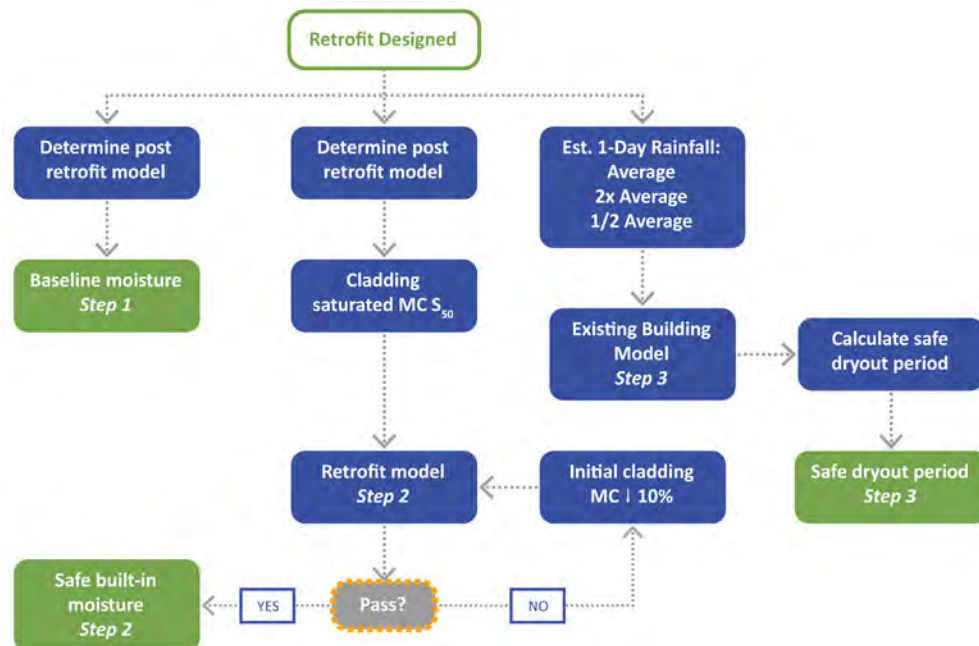 Retrofit Designed
Determine post
retrofit model
Determine post
retrofit model
Est. 1-Day Rainfall:
Average
2x Average
1/2 Average
Baseline moisture
Step 1
Cladding
saturated MC S50
Existing Building
Model
Step 3
Calculate safe
dryout period
Retrofit model
Step 2
Initial cladding
MC ↓ 10%
Safe dryout period
Step 3
Safe built-in
moisture
Step 2
YES
Pass?
NO